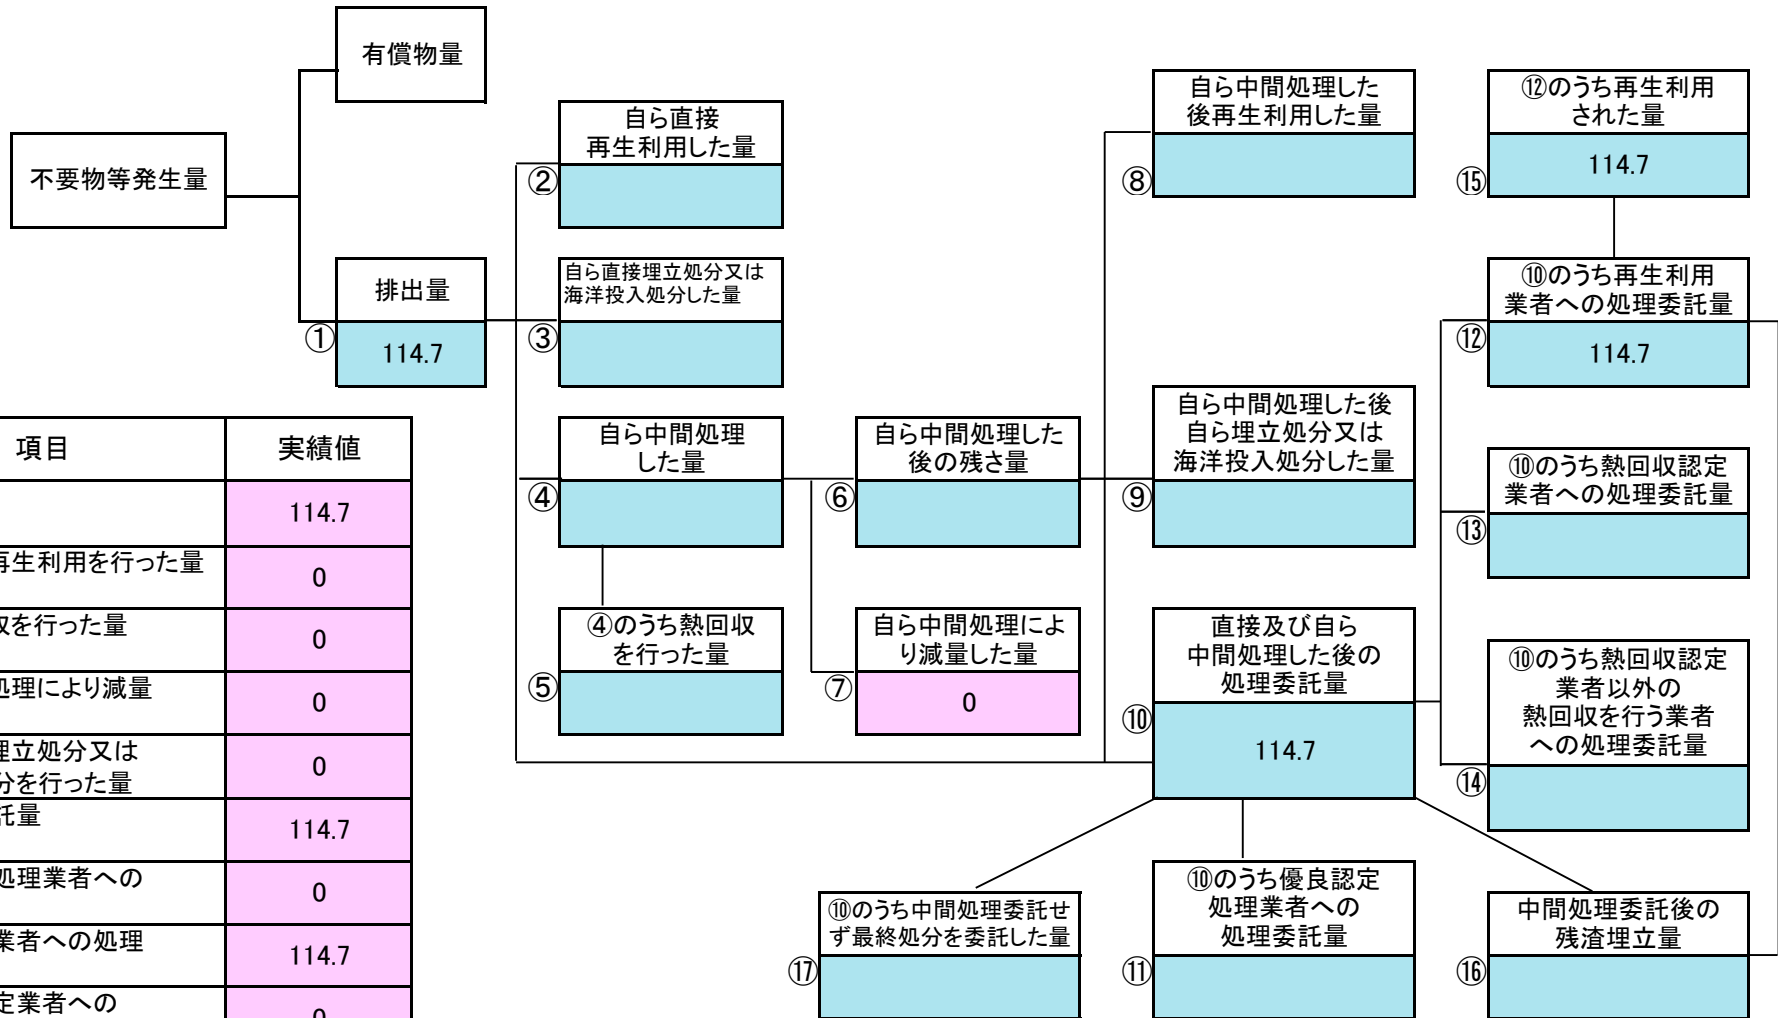 有償物量
不要物等発生量
排出量
①
114.7
自ら直接
再生利用した量
②
自ら直接埋立処分又は
海洋投入処分した量
③
自ら中間処理
した量
④
④のうち熱回収
を行った量
⑤
自ら中間処理した
後の残さ量
⑥
自ら中間処理によ
り減量した量
⑦
0
自ら中間処理した
後再生利用した量
⑧
自ら中間処理した後
自ら埋立処分又は
海洋投入処分した量
⑨
直接及び自ら
中間処理した後の
処理委託量
⑩
114.7
⑫のうち再生利用
された量
⑮
114.7
⑩のうち再生利用
業者への処理委託量
⑫
114.7
⑩のうち熱回収認定
業者への処理委託量
⑬
⑩のうち熱回収認定
業者以外の
熱回収を行う業者
への処理委託量
⑭
⑩のうち中間処理委託せ
ず最終処分を委託した量
⑰
⑩のうち優良認定
処理業者への
処理委託量
⑪
中間処理委託後の
残渣埋立量
⑯
項目
実績値
114.7
再生利用を行った量
0
収を行った量
0
処理により減量
0
埋立処分又は
分を行った量
0
託量
114.7
処理業者への
0
業者への処理
114.7
定業者への
0